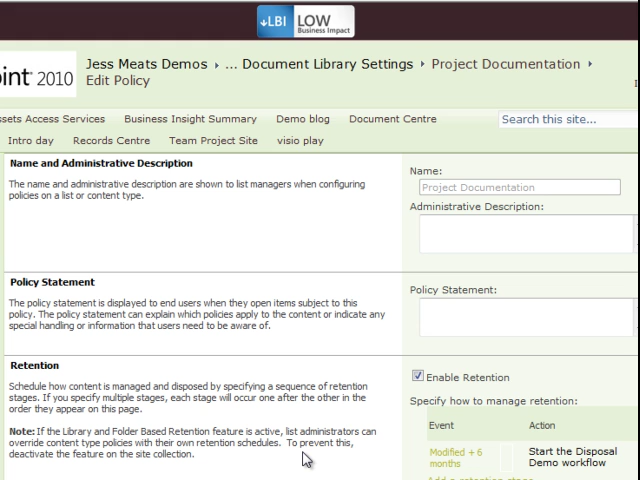 ↓LBI LOW
Business Impact
oint 2010
Jess Meats Demos ▸ ... Document Library Settings ▸ Project Documentation ▸
Edit Policy
ssets Access Services Business Insight Summary Demo blog Document Centre
Search this site...
Intro day Records Centre Team Project Site visio play
Name and Administrative Description
The name and administrative description are shown to list managers when configuring
policies on a list or content type.
Name:
Project Documentation
Administrative Description:
Policy Statement
The policy statement is displayed to end users when they open items subject to this
policy. The policy statement can explain which policies apply to the content or indicate any
special handling or information that users need to be aware of.
Policy Statement:
Retention
Schedule how content is managed and disposed by specifying a sequence of retention
stages. If you specify multiple stages, each stage will occur one after the other in the
order they appear on this page.
Note: If the Library and Folder Based Retention feature is active, list administrators can
override content type policies with their own retention schedules. To prevent this,
deactivate the feature on the site collection.
Enable Retention
Specify how to manage retention:
Event Action
Modified + 6
months
Start the Disposal
Demo workflow
Add a retention stage